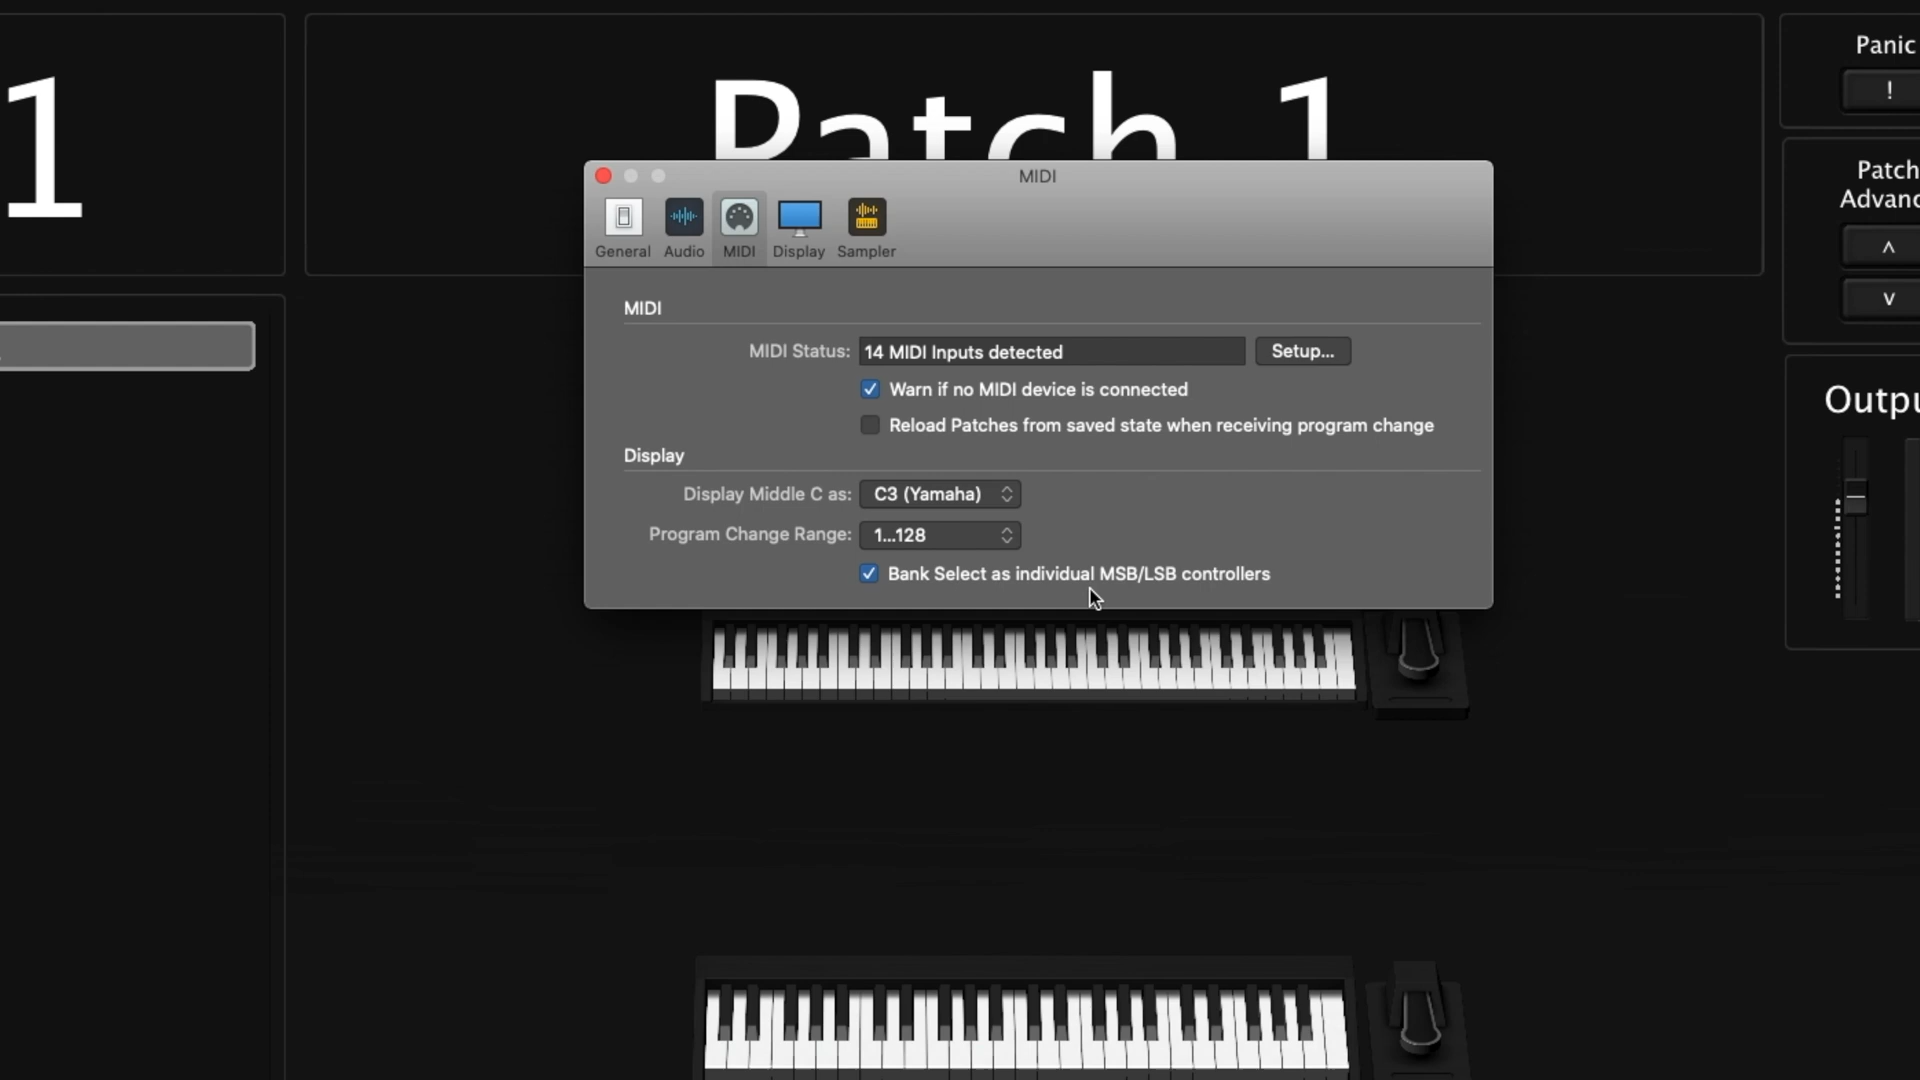 1
Patch 1
Panic
!
Patch
Advanc
^
v
Outpu
MIDI
General
Audio
MIDI
Display
Sampler
MIDI
MIDI Status:
14 MIDI Inputs detected
Setup...
Warn if no MIDI device is connected
Reload Patches from saved state when receiving program change
Display
Display Middle C as:
C3 (Yamaha)
Program Change Range:
1...128
Bank Select as individual MSB/LSB controllers